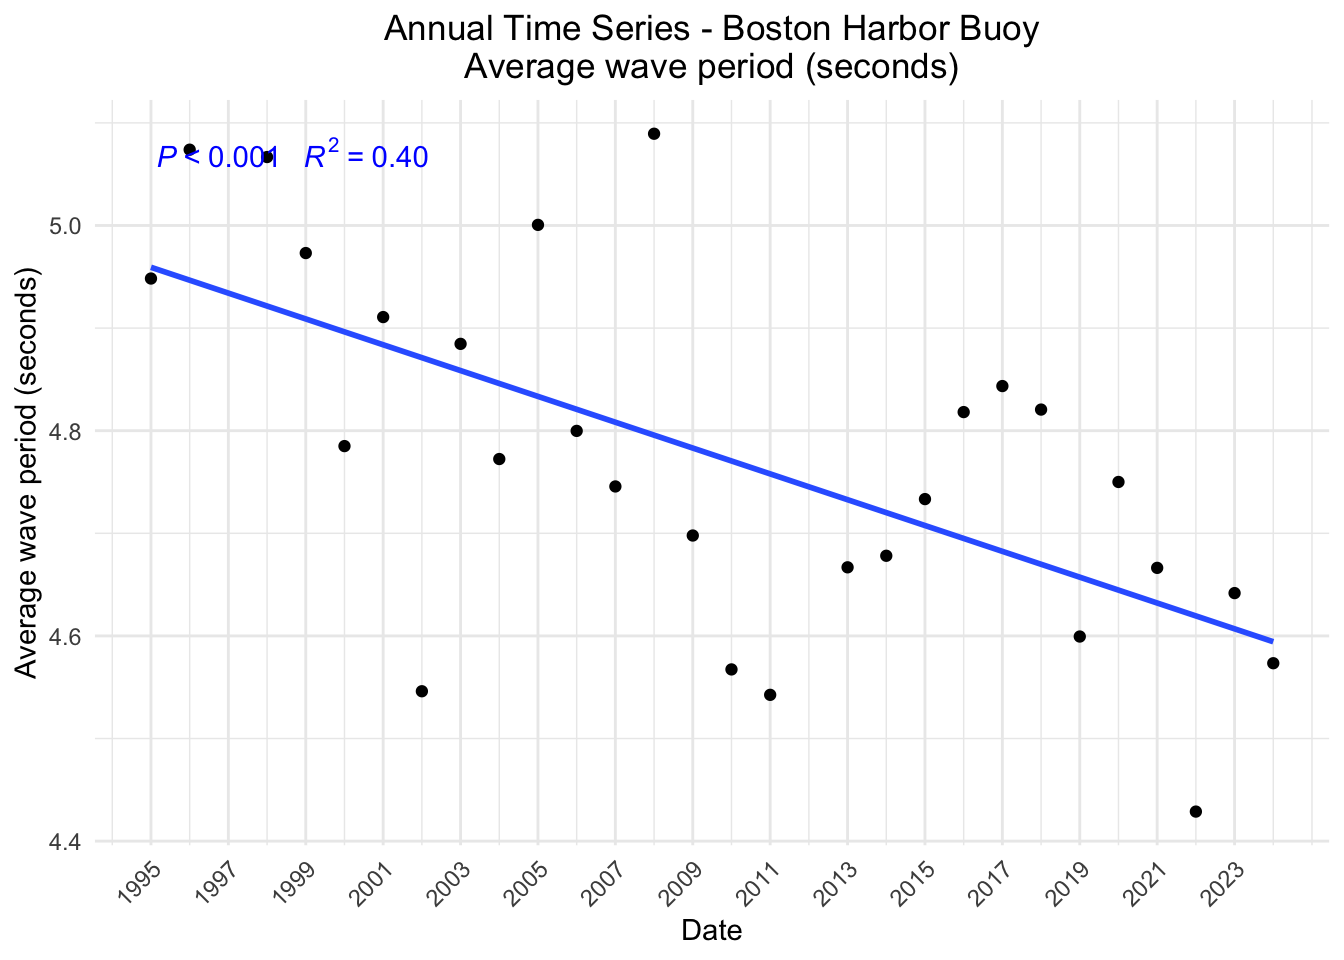 Annual Time Series - Boston Harbor Buoy
Average wave period (seconds)
P < 0.001 R² = 0.40
Average wave period (seconds)
5.0
4.8
4.6
4.4
1995 1997 1999 2001 2003 2005 2007 2009 2011 2013 2015 2017 2019 2021 2023
Date